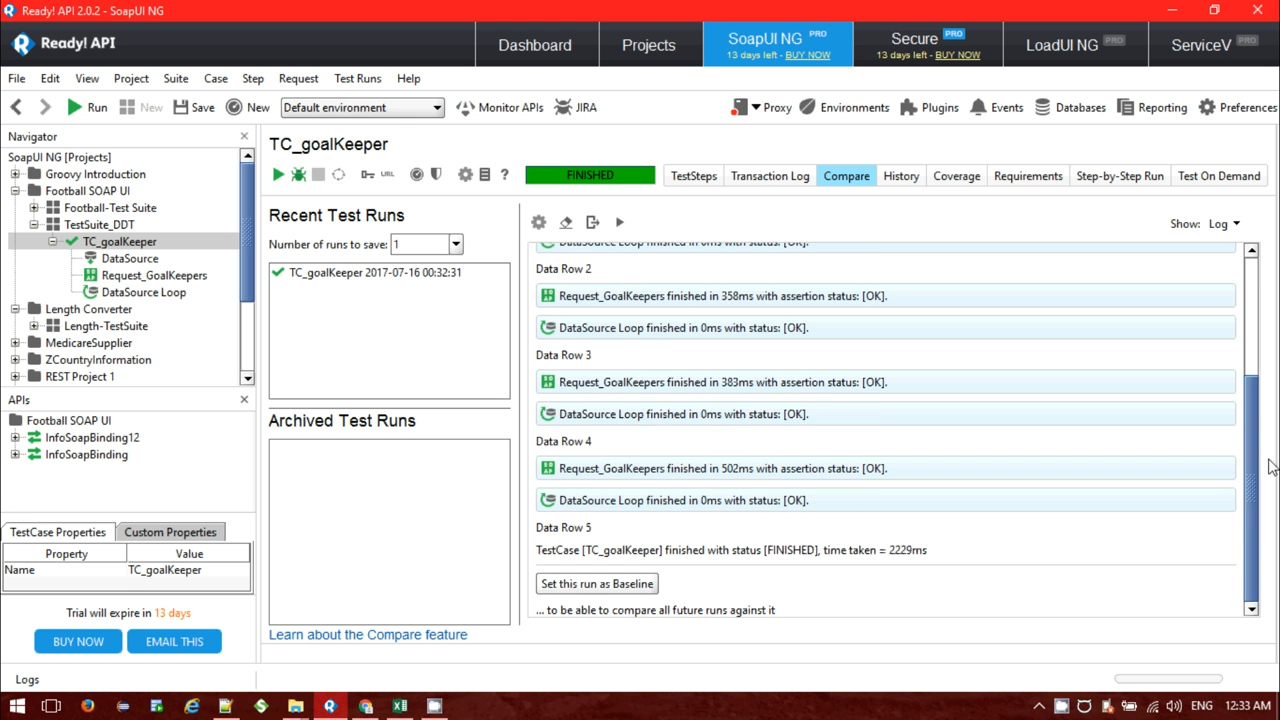 Ready! API 2.0.2 - SoapUI NG
Ready! API
Dashboard
Projects
SoapUI NG PRO
13 days left - BUY NOW
Secure PRO
13 days left - BUY NOW
LoadUI NG PRO
ServiceV PRO
File Edit View Project Suite Case Step Request Test Runs Help
Run New Save New Default environment Monitor APIs JIRA Proxy Environments Plugins Events Databases Reporting Preferences
Navigator
SoapUI NG [Projects]
Groovy Introduction
Football SOAP UI
Football-Test Suite
TestSuite_DDT
TC_goalKeeper
DataSource
Request_GoalKeepers
DataSource Loop
Length Converter
Length-TestSuite
MedicareSupplier
ZCountryInformation
REST Project 1
APIs
Football SOAP UI
InfoSoapBinding12
InfoSoapBinding
TestCase Properties Custom Properties
Property Value
Name TC_goalKeeper
Trial will expire in 13 days
BUY NOW EMAIL THIS
Logs
TC_goalKeeper
URL ? FINISHED TestSteps Transaction Log Compare History Coverage Requirements Step-by-Step Run Test On Demand
Recent Test Runs
Number of runs to save: 1
TC_goalKeeper 2017-07-16 00:32:31
Archived Test Runs
Learn about the Compare feature
Show: Log
DataSource Loop finished in 0ms with status: [OK].
Data Row 2
Request_GoalKeepers finished in 358ms with assertion status: [OK].
DataSource Loop finished in 0ms with status: [OK].
Data Row 3
Request_GoalKeepers finished in 383ms with assertion status: [OK].
DataSource Loop finished in 0ms with status: [OK].
Data Row 4
Request_GoalKeepers finished in 502ms with assertion status: [OK].
DataSource Loop finished in 0ms with status: [OK].
Data Row 5
TestCase [TC_goalKeeper] finished with status [FINISHED], time taken = 2229ms
Set this run as Baseline
... to be able to compare all future runs against it
ENG 12:33 AM